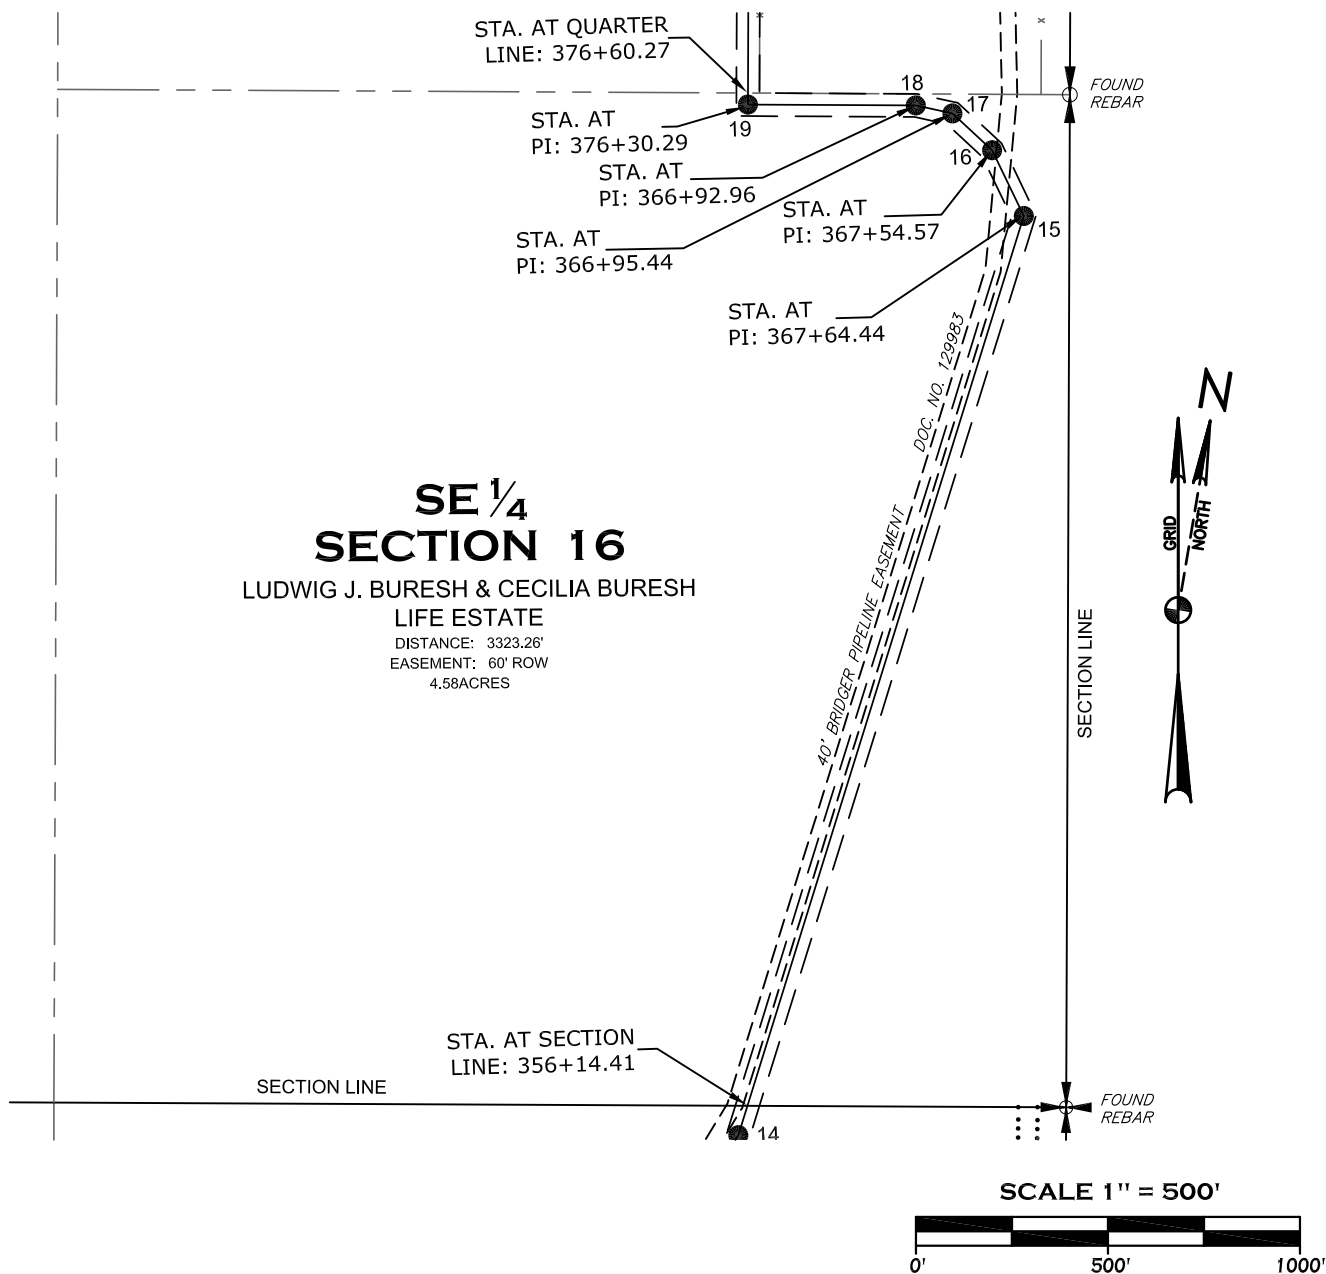 STA. AT QUARTER
LINE: 376+60.27
x
x
FOUND
REBAR
18
17
19
STA. AT
PI: 376+30.29
16
STA. AT
PI: 366+92.96
STA. AT
PI: 367+54.57
15
STA. AT
PI: 366+95.44
STA. AT
PI: 367+64.44
DOC. NO. 129983
40' BRIDGER PIPELINE EASEMENT
N
GRID
NORTH
SE 1/4
SECTION 16
LUDWIG J. BURESH & CECILIA BURESH
LIFE ESTATE
DISTANCE: 3323.26'
EASEMENT: 60' ROW
4.58ACRES
SECTION LINE
STA. AT SECTION
LINE: 356+14.41
SECTION LINE
FOUND
REBAR
14
SCALE 1" = 500'
0' 500' 1000'